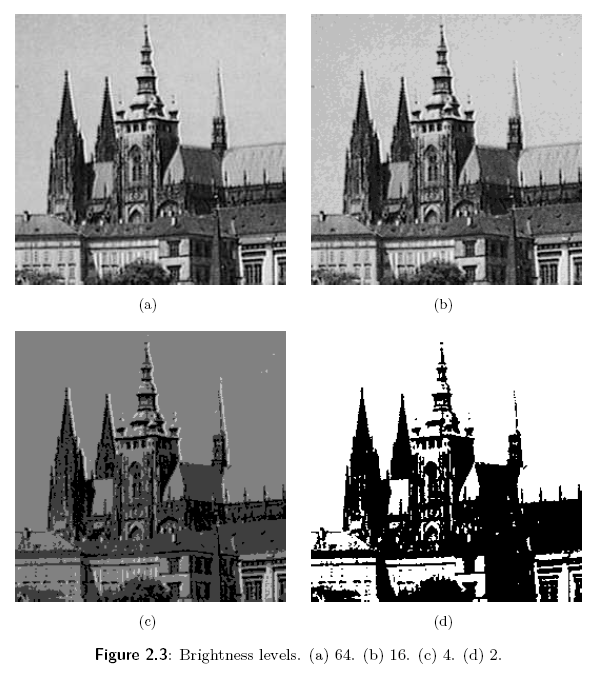 (a)
(b)
(c)
(d)
Figure 2.3: Brightness levels. (a) 64. (b) 16. (c) 4. (d) 2.